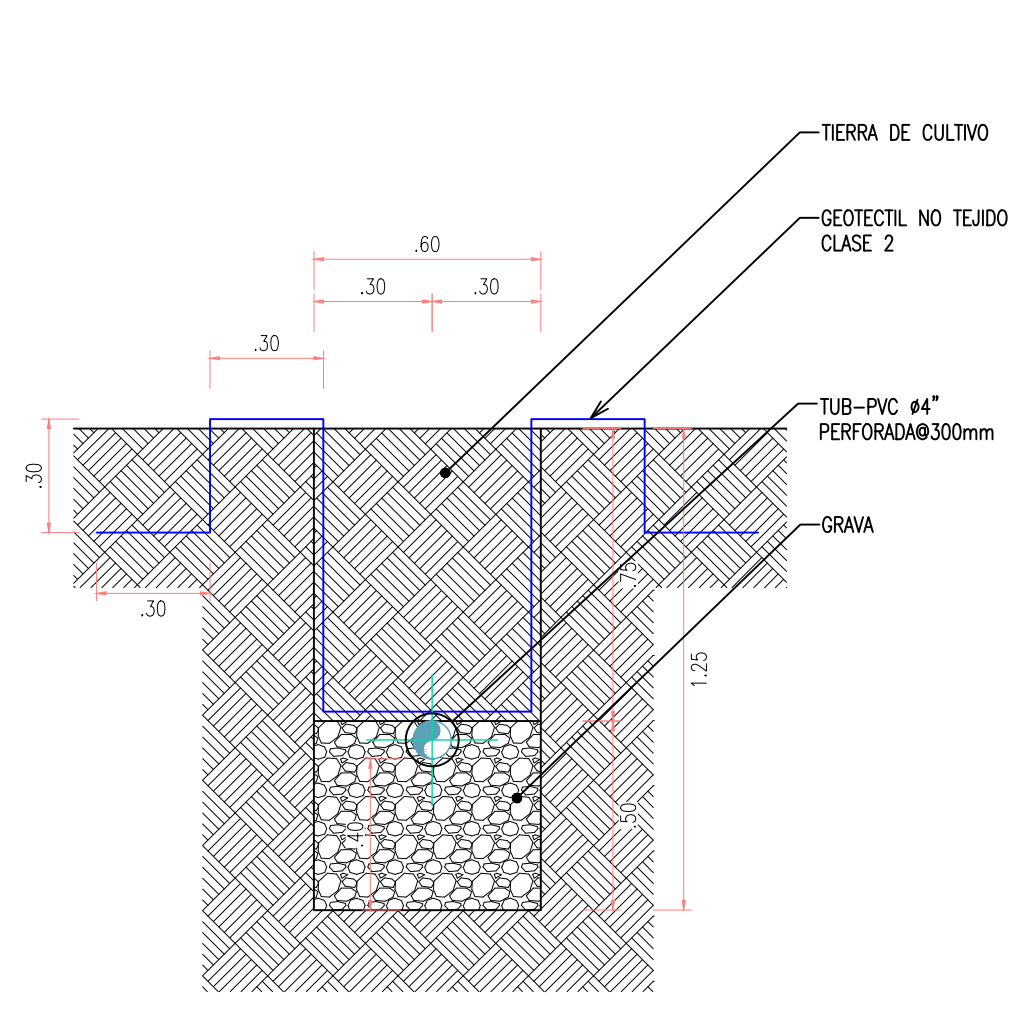 TIERRA DE CULTIVO
GEOTECTIL NO TEJIDO
CLASE 2
.60
.30
.30
.30
TUB-PVC ø4"
PERFORADA@300mm
.30
GRAVA
.75
.30
1.25
.50
.40